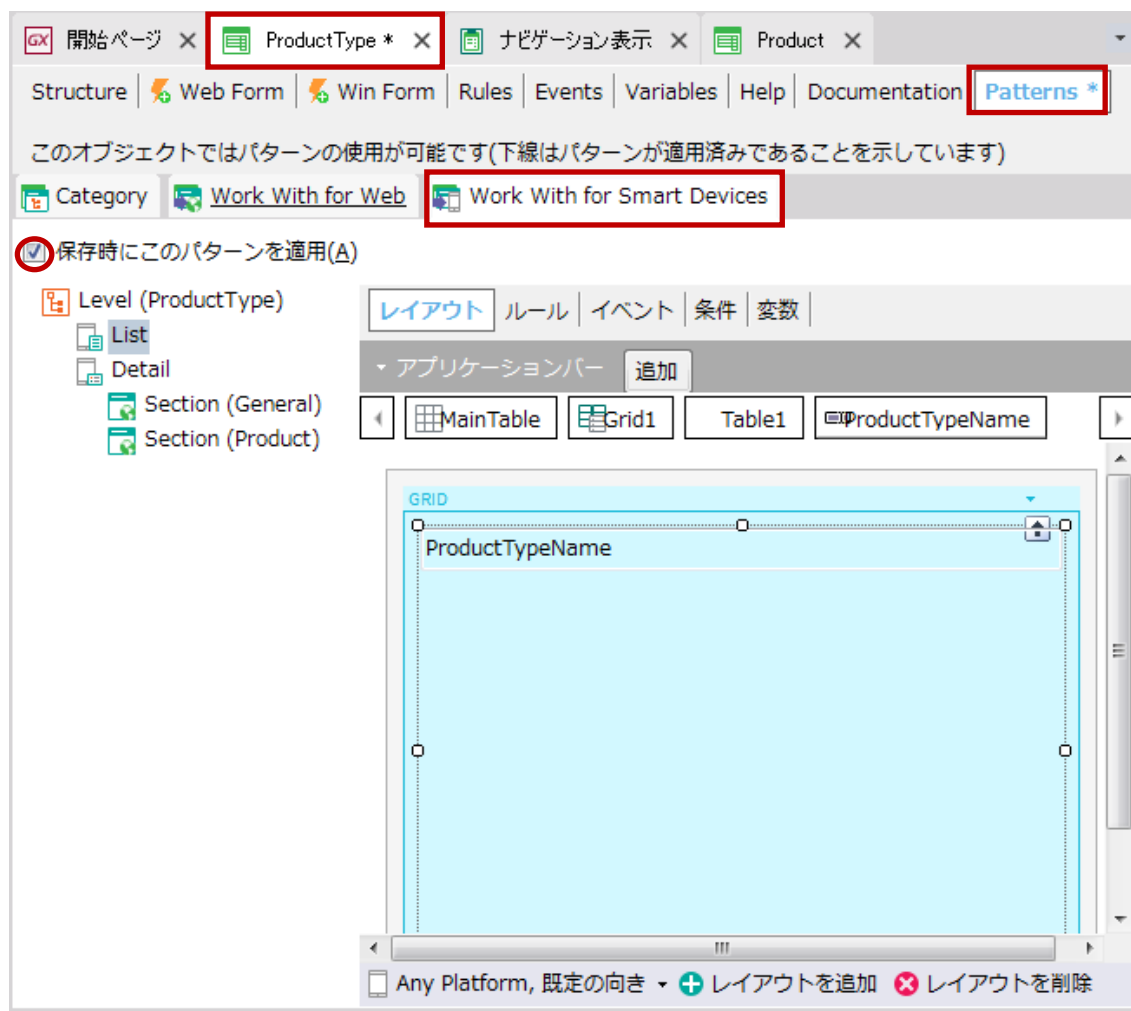 GX 開始ページ ProductType * ナビゲーション表示 Product
Structure Web Form Win Form Rules Events Variables Help Documentation Patterns *
このオブジェクトではパターンの使用が可能です(下線はパターンが適用済みであることを示しています)
Category Work With for Web Work With for Smart Devices
保存時にこのパターンを適用(A)
Level (ProductType)
List
Detail
Section (General)
Section (Product)
レイアウト ルール イベント 条件 変数
アプリケーションバー 追加
MainTable Grid1 Table1 ProductTypeName
GRID
ProductTypeName
Any Platform, 既定の向き レイアウトを追加 レイアウトを削除